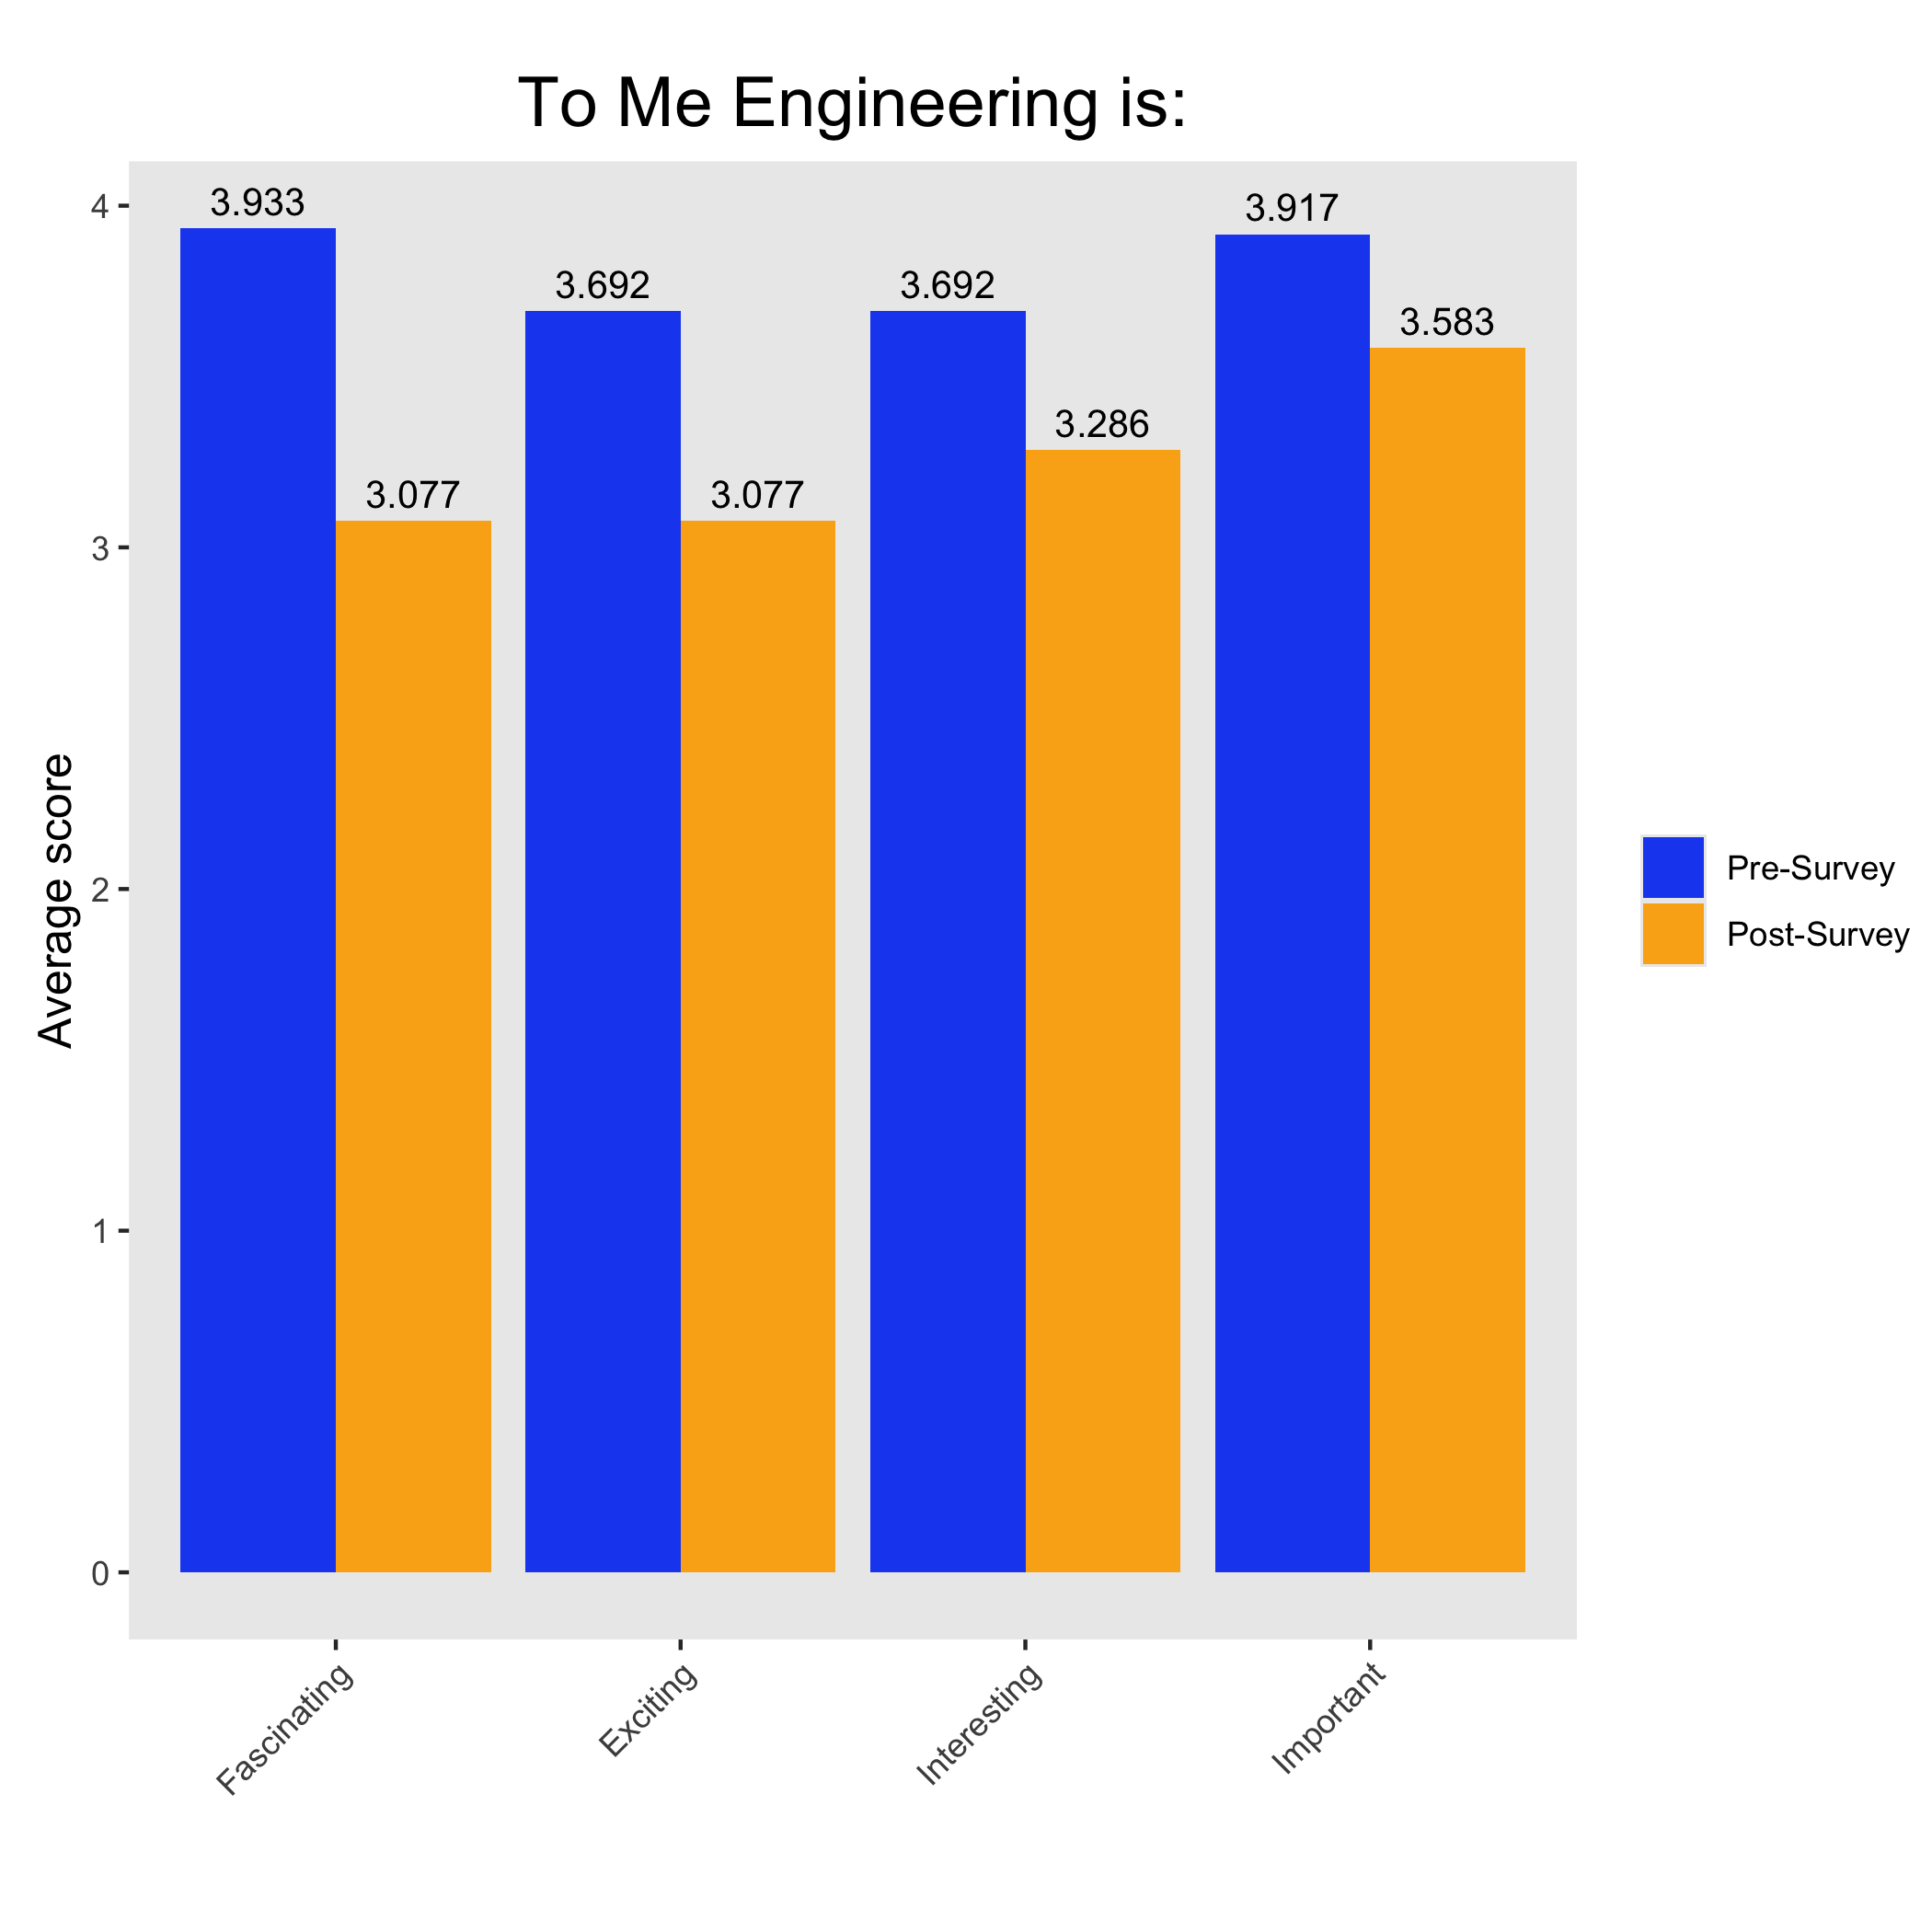 To Me Engineering is:
Average score
4
3
2
1
0
3.933
3.077
3.692
3.077
3.692
3.286
3.917
3.583
Fascinating
Exciting
Interesting
Important
Pre-Survey
Post-Survey